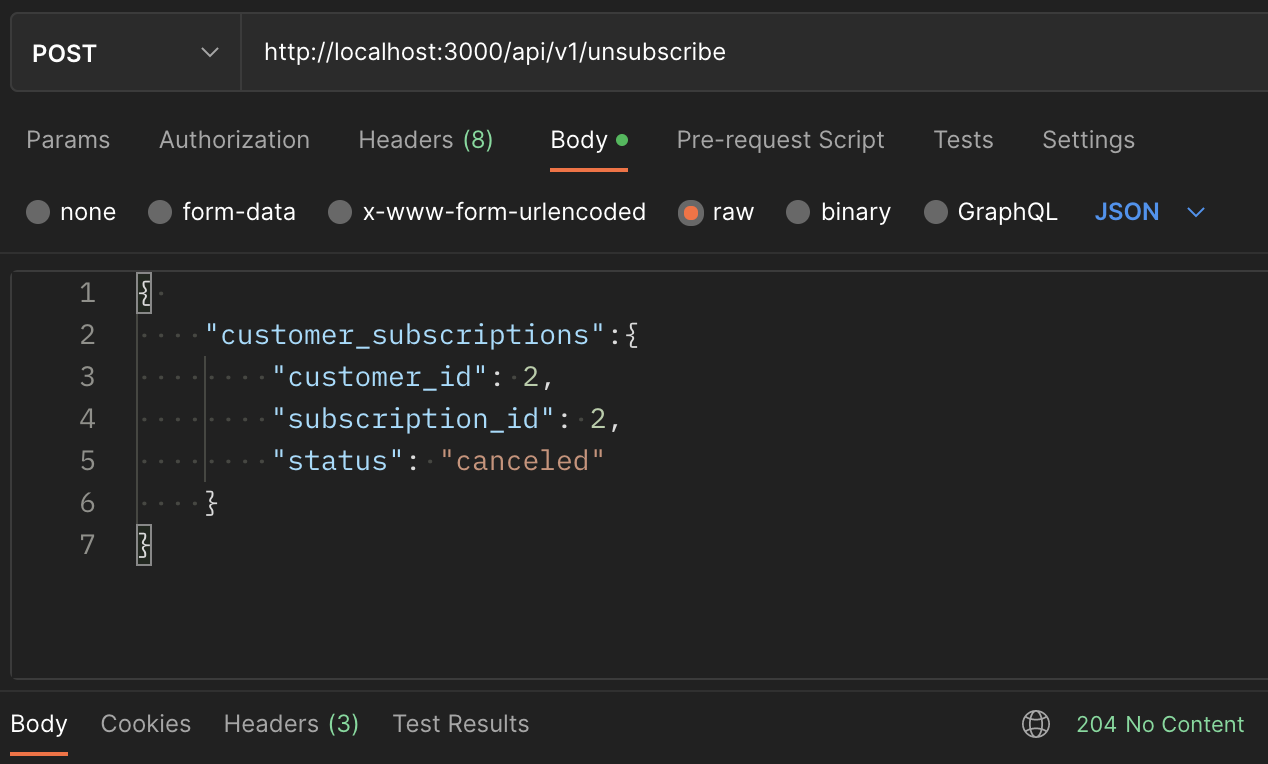 POST http://localhost:3000/api/v1/unsubscribe
Params Authorization Headers (8) Body Pre-request Script Tests Settings
none form-data x-www-form-urlencoded raw binary GraphQL JSON
1 {
2 "customer_subscriptions":{
3 "customer_id": 2,
4 "subscription_id": 2,
5 "status": "canceled"
6 }
7 }
Body Cookies Headers (3) Test Results 204 No Content